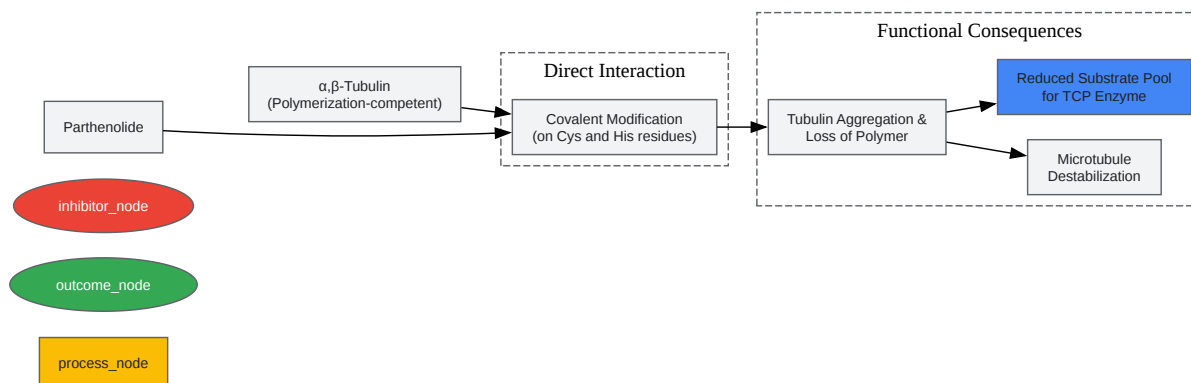 Functional Consequences
Direct Interaction
Reduced Substrate Pool
for TCP Enzyme
α,β-Tubulin
(Polymerization-competent)
Parthenolide
Covalent Modification
(on Cys and His residues)
Tubulin Aggregation &
Loss of Polymer
Microtubule
Destabilization
inhibitor_node
outcome_node
process_node